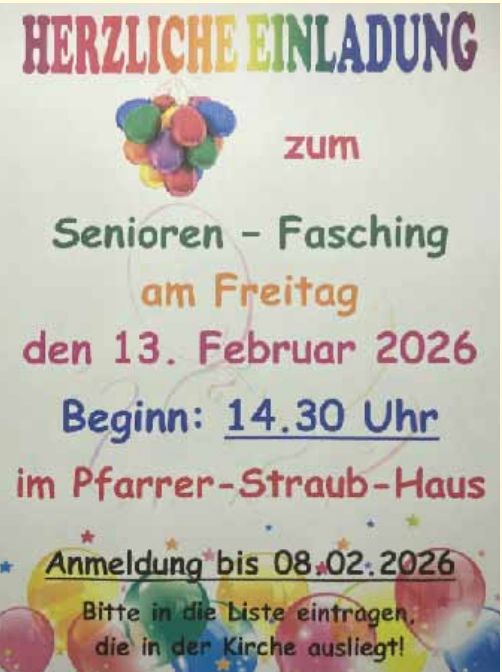 HERZLICHE EINLADUNG
zum
Senioren – Fasching
am Freitag
den 13. Februar 2026
Beginn: 14.30 Uhr
im Pfarrer-Straub-Haus
Anmeldung bis 08.02.2026
Bitte in die Liste eintragen,
die in der Kirche ausliegt!